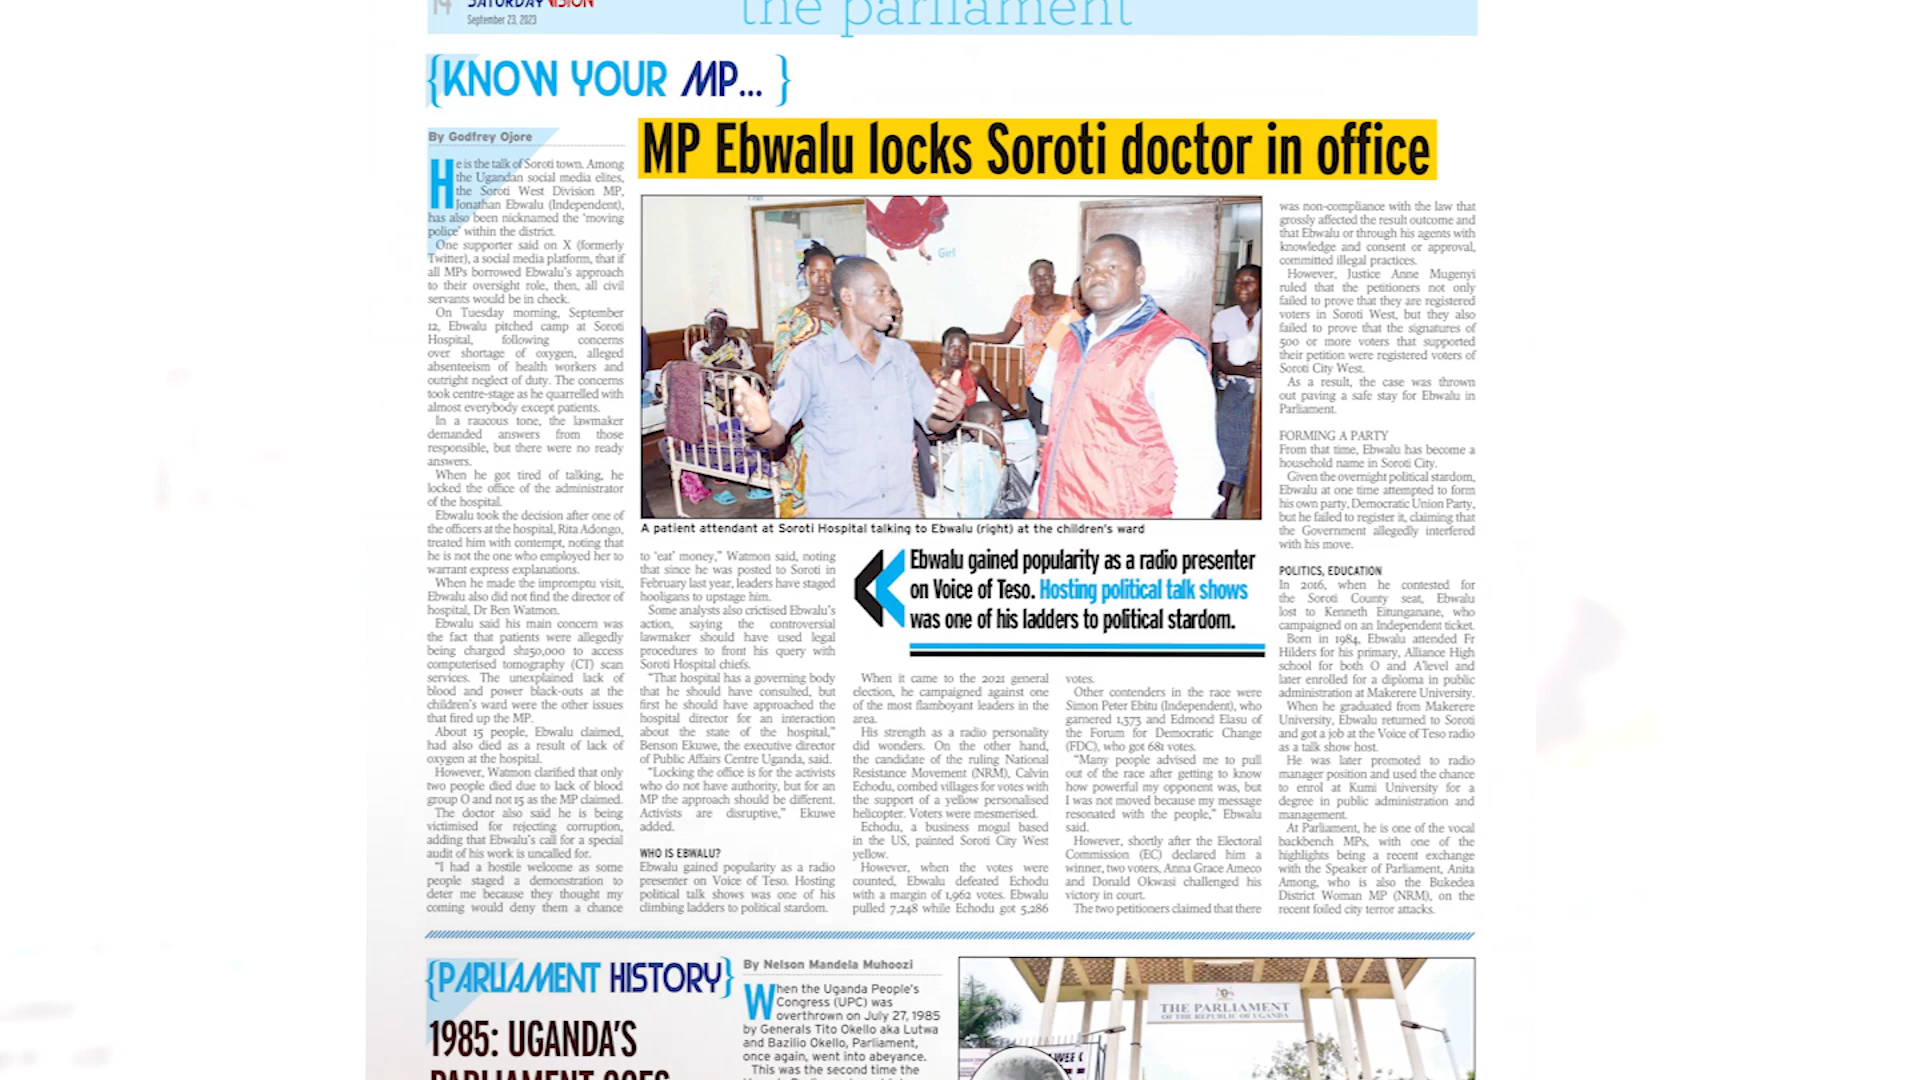 14 SATURDAY VISION
September 23, 2023
the parliament
{KNOW YOUR MP... }
By Godfrey Ojore
MP Ebwalu locks Soroti doctor in office
He is the talk of Soroti town. Among
the Ugandan social media elites,
the Soroti West Division MP,
Jonathan Ebwalu (Independent),
has also been nicknamed the ‘moving
police’ within the district.
One supporter said on X (formerly
Twitter), a social media platform, that if
all MPs borrowed Ebwalu’s approach
to their oversight role, then, all civil
servants would be in check.
On Tuesday morning, September
12, Ebwalu pitched camp at Soroti
Hospital, following concerns
over shortage of oxygen, alleged
absenteeism of health workers and
outright neglect of duty. The concerns
took centre-stage as he quarrelled with
almost everybody except patients.
In a raucous tone, the lawmaker
demanded answers from those
responsible, but there were no ready
answers.
When he got tired of talking, he
locked the office of the administrator
of the hospital.
Ebwalu took the decision after one of
the officers at the hospital, Rita Adongo,
treated him with contempt, noting that
he is not the one who employed her to
warrant express explanations.
When he made the impromptu visit,
Ebwalu also did not find the director of
hospital, Dr Ben Watmon.
Ebwalu said his main concern was
the fact that patients were allegedly
being charged sh150,000 to access
computerised tomography (CT) scan
services. The unexplained lack of
blood and power black-outs at the
children’s ward were the other issues
that fired up the MP.
About 15 people, Ebwalu claimed,
had also died as a result of lack of
oxygen at the hospital.
However, Watmon clarified that only
two people died due to lack of blood
group O and not 15 as the MP claimed.
The doctor also said he is being
victimised for rejecting corruption,
adding that Ebwalu’s call for a special
audit of his work is uncalled for.
“I had a hostile welcome as some
people staged a demonstration to
deter me because they thought my
coming would deny them a chance
Girl
A patient attendant at Soroti Hospital talking to Ebwalu (right) at the children’s ward
to ‘eat’ money,” Watmon said, noting
that since he was posted to Soroti in
February last year, leaders have staged
hooligans to upstage him.
Some analysts also crictised Ebwalu’s
action, saying the controversial
lawmaker should have used legal
procedures to front his query with
Soroti Hospital chiefs.
“That hospital has a governing body
that he should have consulted, but
first he should have approached the
hospital director for an interaction
about the state of the hospital,”
Benson Ekuwe, the executive director
of Public Affairs Centre Uganda, said.
“Locking the office is for the activists
who do not have authority, but for an
MP the approach should be different.
Activists are disruptive,” Ekuwe
added.
WHO IS EBWALU?
Ebwalu gained popularity as a radio
presenter on Voice of Teso. Hosting
political talk shows was one of his
climbing ladders to political stardom.
Ebwalu gained popularity as a radio presenter
on Voice of Teso. Hosting political talk shows
was one of his ladders to political stardom.
When it came to the 2021 general
election, he campaigned against one
of the most flamboyant leaders in the
area.
His strength as a radio personality
did wonders. On the other hand,
the candidate of the ruling National
Resistance Movement (NRM), Calvin
Echodu, combed villages for votes with
the support of a yellow personalised
helicopter. Voters were mesmerised.
Echodu, a business mogul based
in the US, painted Soroti City West
yellow.
However, when the votes were
counted, Ebwalu defeated Echodu
with a margin of 1,962 votes. Ebwalu
pulled 7,248 while Echodu got 5,286
votes.
Other contenders in the race were
Simon Peter Ebitu (Independent), who
garnered 1,373 and Edmond Elasu of
the Forum for Democratic Change
(FDC), who got 681 votes.
“Many people advised me to pull
out of the race after getting to know
how powerful my opponent was, but
I was not moved because my message
resonated with the people,” Ebwalu
said.
However, shortly after the Electoral
Commission (EC) declared him a
winner, two voters, Anna Grace Ameco
and Donald Okwasi challenged his
victory in court.
The two petitioners claimed that there
was non-compliance with the law that
grossly affected the result outcome and
that Ebwalu or through his agents with
knowledge and consent or approval,
committed illegal practices.
However, Justice Anne Mugenyi
ruled that the petitioners not only
failed to prove that they are registered
voters in Soroti West, but they also
failed to prove that the signatures of
500 or more voters that supported
their petition were registered voters of
Soroti City West.
As a result, the case was thrown
out paving a safe stay for Ebwalu in
Parliament.
FORMING A PARTY
From that time, Ebwalu has become a
household name in Soroti City.
Given the overnight political stardom,
Ebwalu at one time attempted to form
his own party, Democratic Union Party,
but he failed to register it, claiming that
the Government allegedly interfered
with his move.
POLITICS, EDUCATION
In 2016, when he contested for
the Soroti County seat, Ebwalu
lost to Kenneth Eitunganane, who
campaigned on an Independent ticket.
Born in 1984, Ebwalu attended Fr
Hilders for his primary, Alliance High
school for both O and A’level and
later enrolled for a diploma in public
administration at Makerere University.
When he graduated from Makerere
University, Ebwalu returned to Soroti
and got a job at the Voice of Teso radio
as a talk show host.
He was later promoted to radio
manager position and used the chance
to enrol at Kumi University for a
degree in public administration and
management.
At Parliament, he is one of the vocal
backbench MPs, with one of the
highlights being a recent exchange
with the Speaker of Parliament, Anita
Among, who is also the Bukedea
District Woman MP (NRM), on the
recent foiled city terror attacks.
{PARLIAMENT HISTORY}
1985: UGANDA’S
PARLIAMENT GOES
By Nelson Mandela Muhoozi
When the Uganda People’s
Congress (UPC) was
overthrown on July 27, 1985
by Generals Tito Okello aka Lutwa
and Bazilio Okello, Parliament,
once again, went into abeyance.
This was the second time the
THE PARLIAMENT
OF THE REPUBLIC OF UGANDA
WEEK